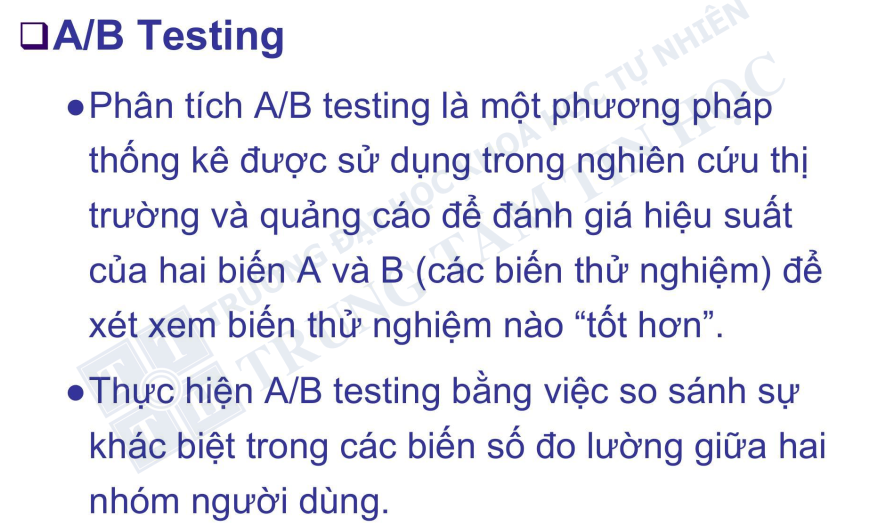 ❑A/B Testing
●Phân tích A/B testing là một phương pháp
thống kê được sử dụng trong nghiên cứu thị
trường và quảng cáo để đánh giá hiệu suất
của hai biến A và B (các biến thử nghiệm) để
xét xem biến thử nghiệm nào “tốt hơn”.
●Thực hiện A/B testing bằng việc so sánh sự
khác biệt trong các biến số đo lường giữa hai
nhóm người dùng.
TRƯỜNG ĐẠI HỌC KHOA HỌC TỰ NHIÊN
TRUNG TÂM TIN HỌC